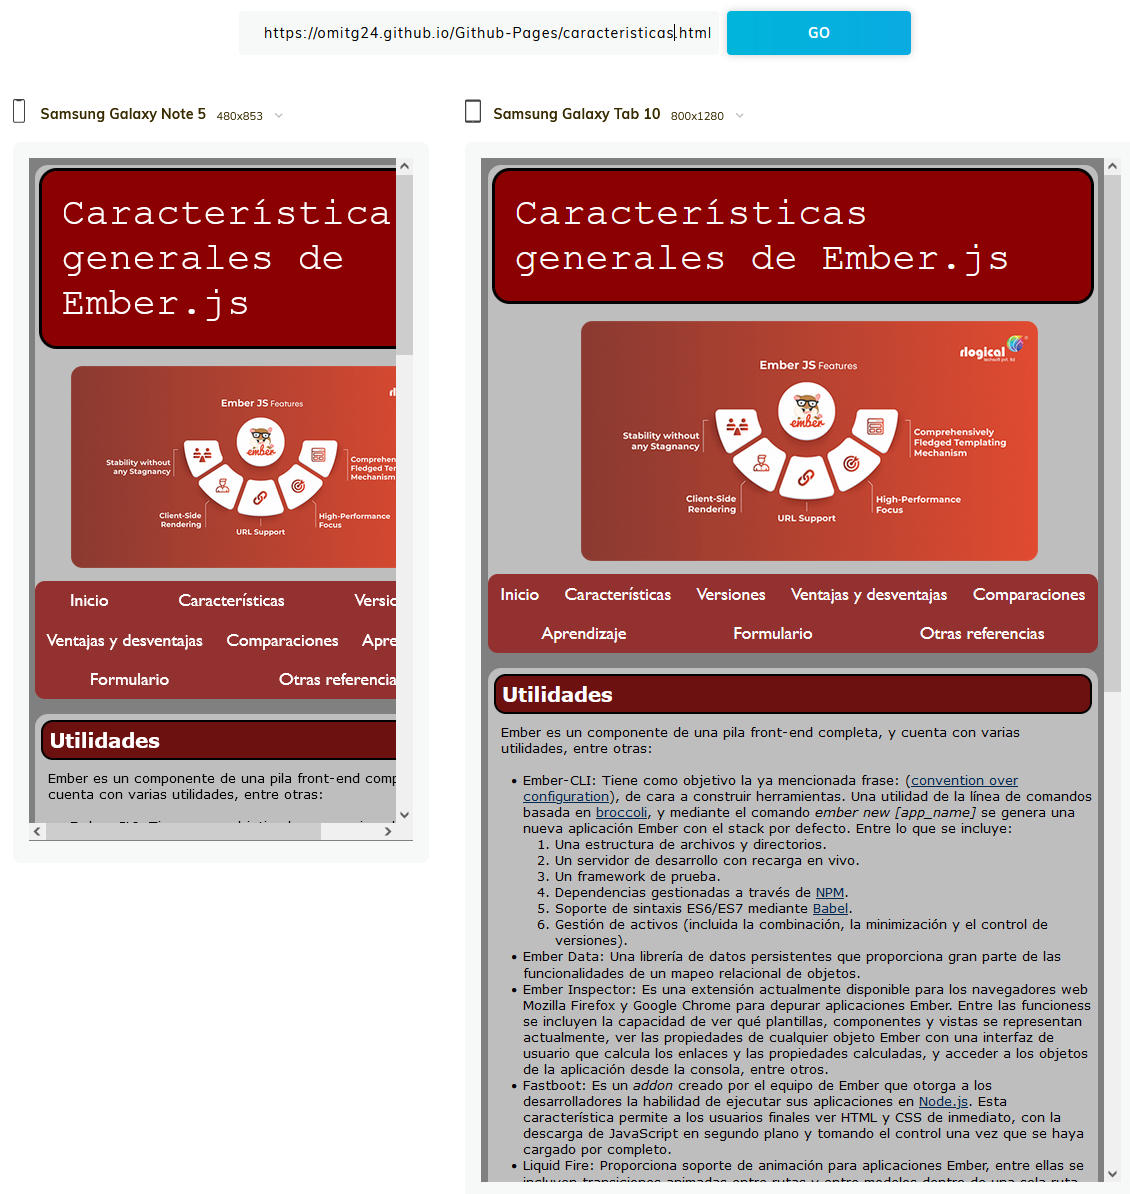 https://omitg24.github.io/Github-Pages/caracteristicas.html
GO
Samsung Galaxy Note 5 480x853
Característica
generales de
Ember.js
Ember JS Features
Stability without
any Stagnancy
Comprehen
Fledged Ten
Mechanism
Client-Side
Rendering
URL Support
High-Performance
Focus
ember
Inicio Características Versio
Ventajas y desventajas Comparaciones Apre
Formulario Otras referencia
Utilidades
Ember es un componente de una pila front-end comp
cuenta con varias utilidades, entre otras:
Samsung Galaxy Tab 10 800x1280
Características
generales de Ember.js
rlogical
techsoft pvt. ltd
Ember JS Features
ember
Stability without
any Stagnancy
Comprehensively
Fledged Templating
Mechanism
Client-Side
Rendering
URL Support
High-Performance
Focus
Inicio Características Versiones Ventajas y desventajas Comparaciones
Aprendizaje Formulario Otras referencias
Utilidades
Ember es un componente de una pila front-end completa, y cuenta con varias
utilidades, entre otras:
• Ember-CLI: Tiene como objetivo la ya mencionada frase: (convention over
configuration), de cara a construir herramientas. Una utilidad de la línea de comandos
basada en broccoli, y mediante el comando ember new [app_name] se genera una
nueva aplicación Ember con el stack por defecto. Entre lo que se incluye:
1. Una estructura de archivos y directorios.
2. Un servidor de desarrollo con recarga en vivo.
3. Un framework de prueba.
4. Dependencias gestionadas a través de NPM.
5. Soporte de sintaxis ES6/ES7 mediante Babel.
6. Gestión de activos (incluida la combinación, la minimización y el control de
versiones).
• Ember Data: Una librería de datos persistentes que proporciona gran parte de las
funcionalidades de un mapeo relacional de objetos.
• Ember Inspector: Es una extensión actualmente disponible para los navegadores web
Mozilla Firefox y Google Chrome para depurar aplicaciones Ember. Entre las funcioness
se incluyen la capacidad de ver qué plantillas, componentes y vistas se representan
actualmente, ver las propiedades de cualquier objeto Ember con una interfaz de
usuario que calcula los enlaces y las propiedades calculadas, y acceder a los objetos
de la aplicación desde la consola, entre otros.
• Fastboot: Es un addon creado por el equipo de Ember que otorga a los
desarrolladores la habilidad de ejecutar sus aplicaciones en Node.js. Esta
característica permite a los usuarios finales ver HTML y CSS de inmediato, con la
descarga de JavaScript en segundo plano y tomando el control una vez que se haya
cargado por completo.
• Liquid Fire: Proporciona soporte de animación para aplicaciones Ember, entre ellas se
incluyen transiciones animadas entre rutas y entre modelos dentro de una sola ruta